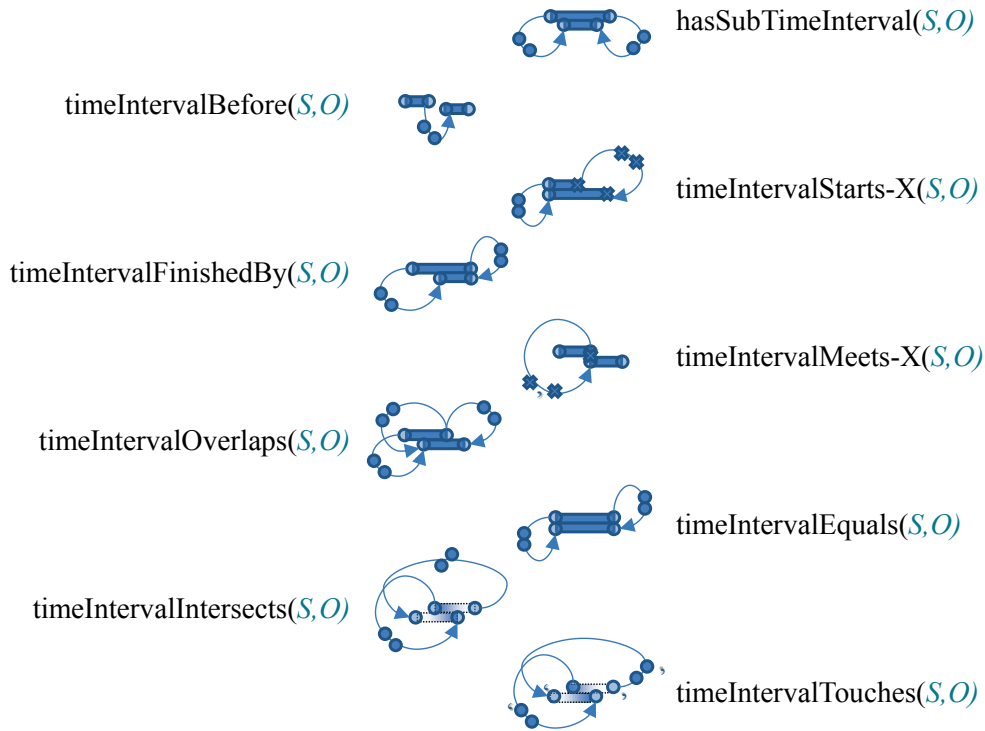 hasSubTimeInterval(S,O)
timeIntervalBefore(S,O)
timeIntervalStarts-X(S,O)
timeIntervalFinishedBy(S,O)
timeIntervalMeets-X(S,O)
timeIntervalOverlaps(S,O)
timeIntervalEquals(S,O)
timeIntervalIntersects(S,O)
timeIntervalTouches(S,O)